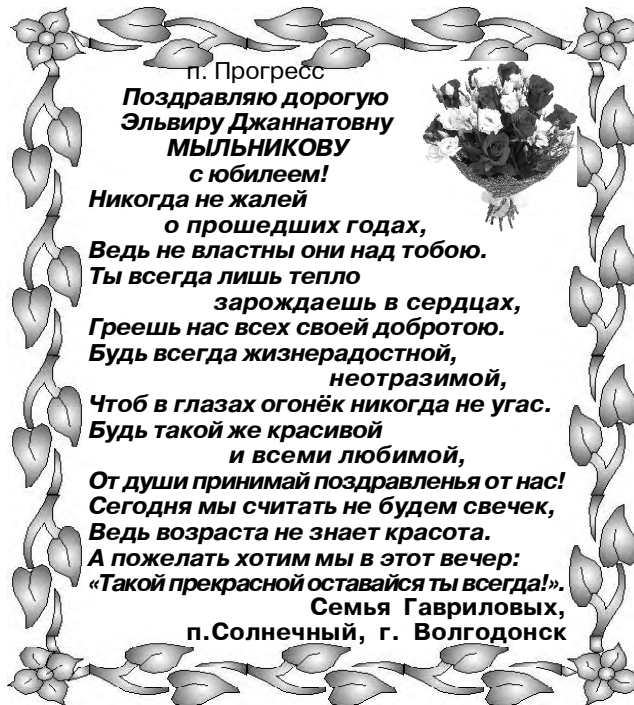 п. Прогресс
Поздравляю дорогую
Эльвиру Джаннатовну
МЫЛЬНИКОВУ
с юбилеем!
Никогда не жалей
о прошедших годах,
Ведь не властны они над тобою.
Ты всегда лишь тепло
зарождаешь в сердцах,
Греешь нас всех своей добротою.
Будь всегда жизнерадостной,
неотразимой,
Чтоб в глазах огонёк никогда не угас.
Будь такой же красивой
и всеми любимой,
От души принимай поздравленья от нас!
Сегодня мы считать не будем свечек,
Ведь возраста не знает красота.
А пожелать хотим мы в этот вечер:
«Такой прекрасной оставайся ты всегда!».
Семья Гавриловых,
п.Солнечный, г. Волгодонск